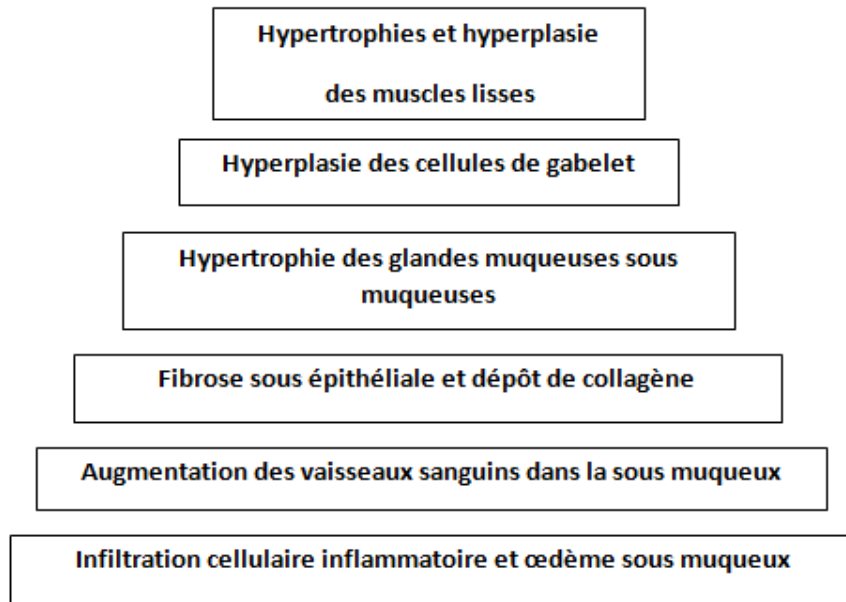 Hypertrophies et hyperplasie
des muscles lisses
Hyperplasie des cellules de gabelet
Hypertrophie des glandes muqueuses sous
muqueuses
Fibrose sous épithéliale et dépôt de collagène
Augmentation des vaisseaux sanguins dans la sous muqueux
Infiltration cellulaire inflammatoire et œdème sous muqueux